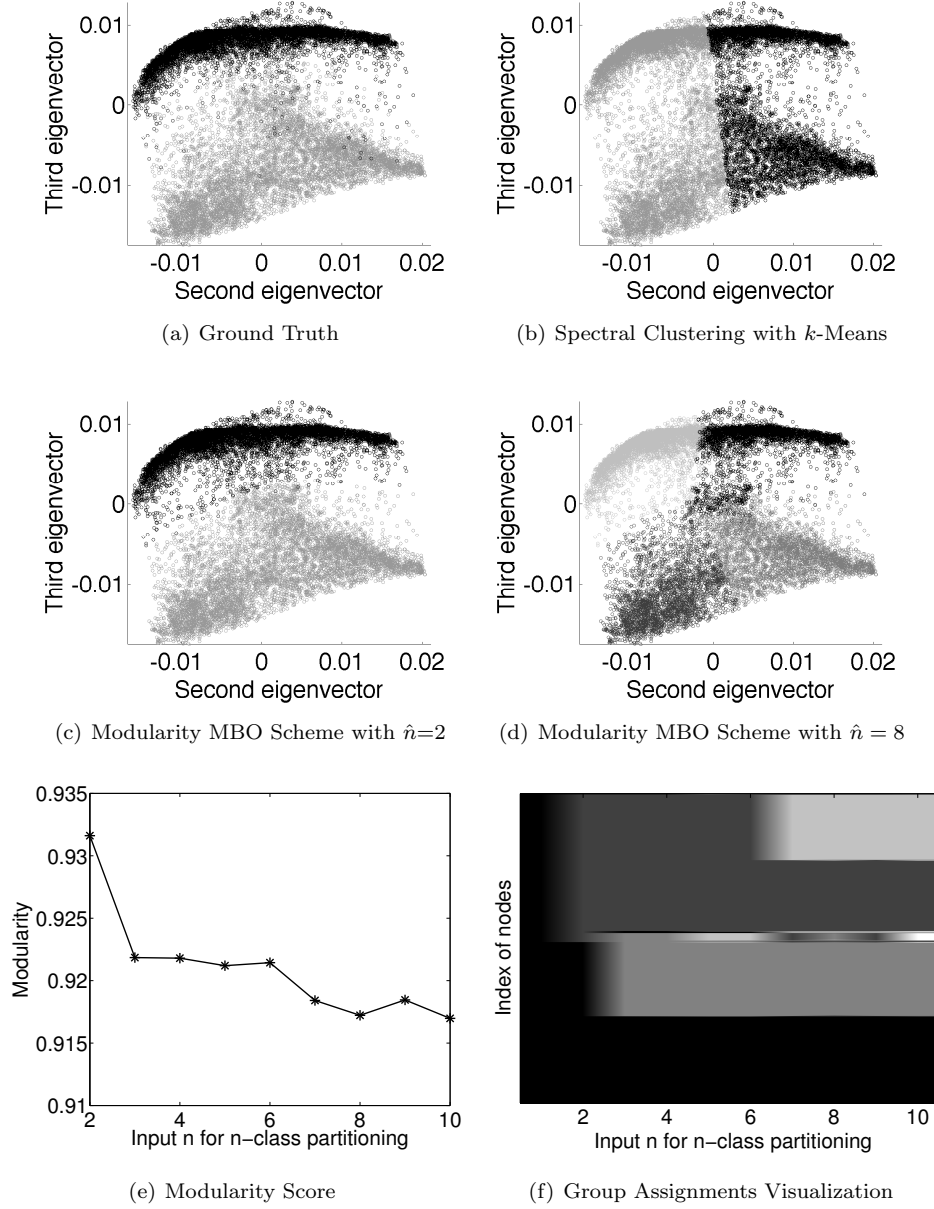 0.01
0
-0.01
Third eigenvector
-0.01 0 0.01 0.02
Second eigenvector
(a) Ground Truth
0.01
0
-0.01
Third eigenvector
-0.01 0 0.01 0.02
Second eigenvector
(b) Spectral Clustering with k-Means
0.01
0
-0.01
Third eigenvector
-0.01 0 0.01 0.02
Second eigenvector
(c) Modularity MBO Scheme with n̂=2
0.01
0
-0.01
Third eigenvector
-0.01 0 0.01 0.02
Second eigenvector
(d) Modularity MBO Scheme with n̂ = 8
0.935
0.93
0.925
0.92
0.915
0.91
Modularity
2 4 6 8 10
Input n for n−class partitioning
(e) Modularity Score
Index of nodes
2 4 6 8 10
Input n for n−class partitioning
(f) Group Assignments Visualization